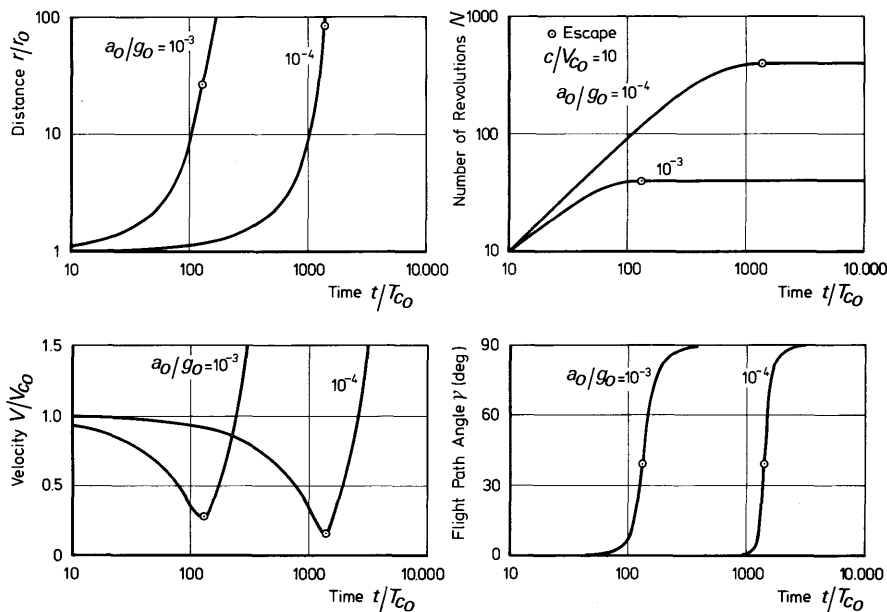 100
10
1
Distance r/r₀
a₀/g₀ = 10⁻³
10⁻⁴
10 100 1000 10.000
Time t/T_C₀
1000
100
10
Number of Revolutions N
⊙ Escape
c/V_C₀ = 10
a₀/g₀ = 10⁻⁴
10⁻³
10 100 1000 10.000
Time t/T_C₀
1.5
1.0
0.5
0
Velocity V/V_C₀
a₀/g₀ = 10⁻³
10⁻⁴
10 100 1000 10.000
Time t/T_C₀
90
60
30
0
Flight Path Angle γ (deg)
a₀/g₀ = 10⁻³
10⁻⁴
10 100 1000 10.000
Time t/T_C₀